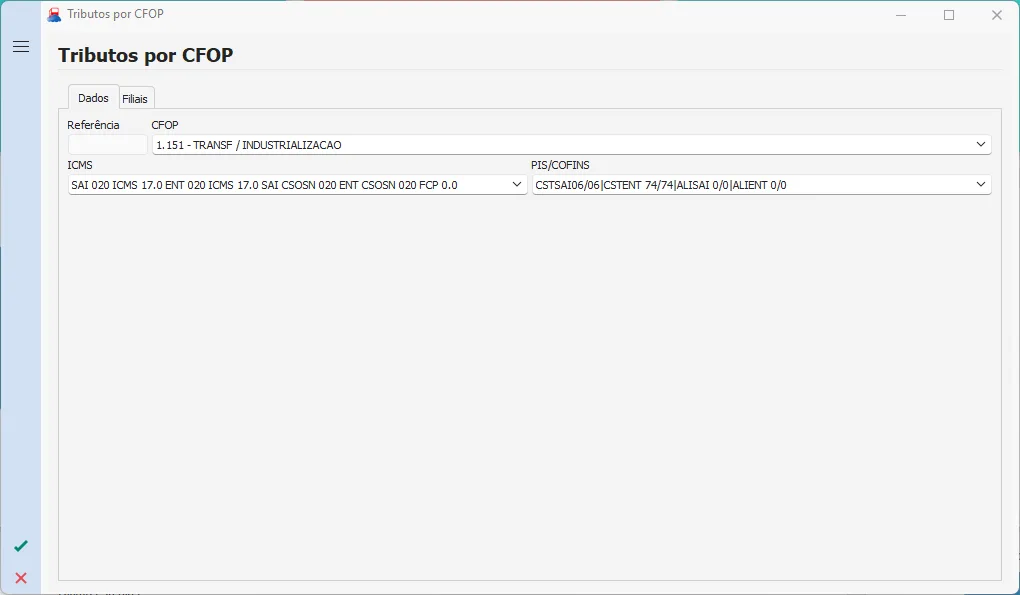 Tributos por CFOP
Tributos por CFOP
Dados Filiais
Referência CFOP
1.151 - TRANSF / INDUSTRIALIZACAO
ICMS PIS/COFINS
SAI 020 ICMS 17.0 ENT 020 ICMS 17.0 SAI CSOSN 020 ENT CSOSN 020 FCP 0.0 CSTSAI06/06|CSTENT 74/74|ALISAI 0/0|ALIENT 0/0